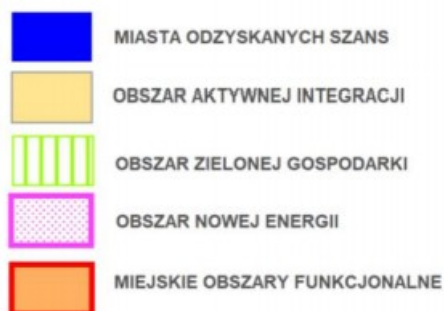 MIASTA ODZYSKANYCH SZANS
OBSZAR AKTYWNEJ INTEGRACJI
OBSZAR ZIELONEJ GOSPODARKI
OBSZAR NOWEJ ENERGII
MIEJSKIE OBSZARY FUNKCJONALNE